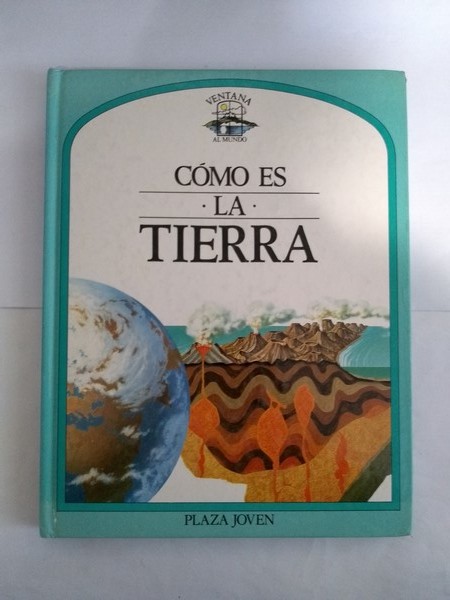 VENTANA
AL MUNDO
CÓMO ES
· LA ·
TIERRA
PLAZA JOVEN